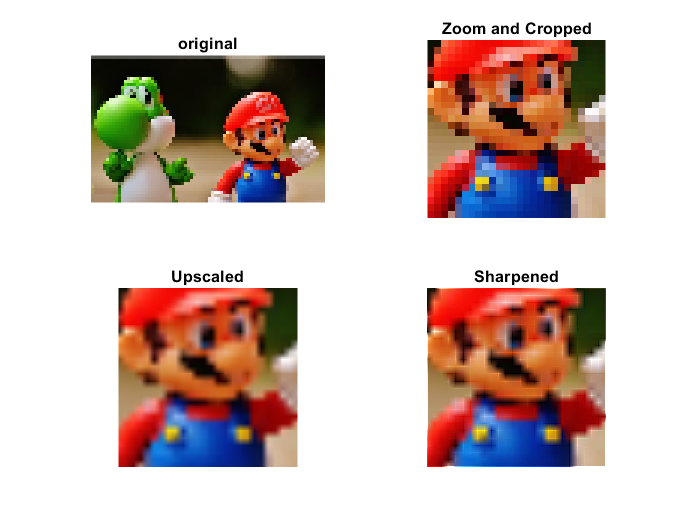 original
Zoom and Cropped
Upscaled
Sharpened